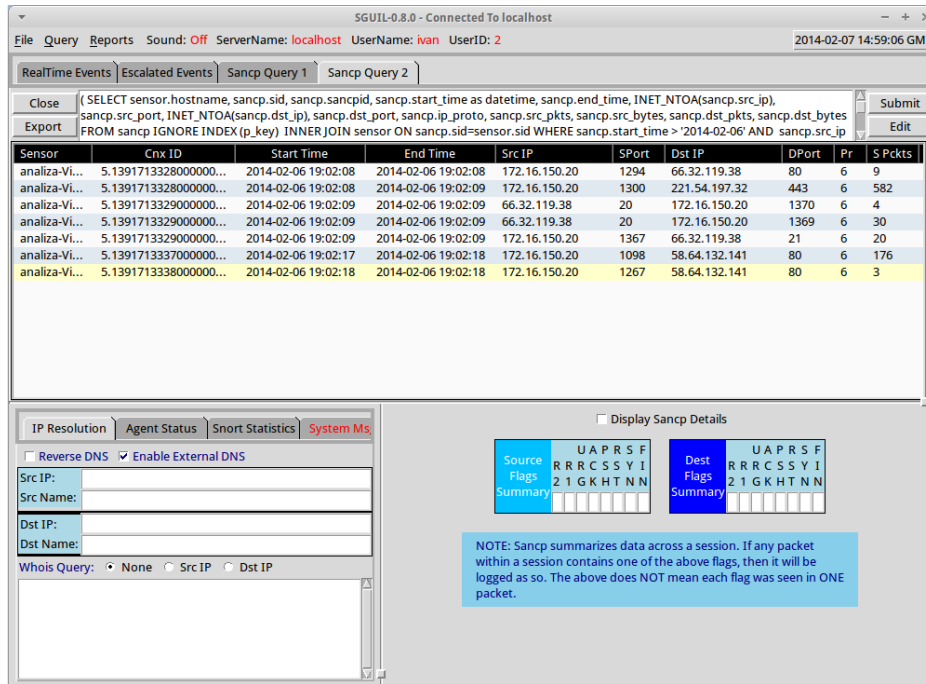 SGUIL-0.8.0 - Connected To localhost
File Query Reports Sound: Off ServerName: localhost UserName: ivan UserID: 2 2014-02-07 14:59:06 GM
RealTime Events Escalated Events Sancp Query 1 Sancp Query 2
Close
Export
( SELECT sensor.hostname, sancp.sid, sancp.sancpid, sancp.start_time as datetime, sancp.end_time, INET_NTOA(sancp.src_ip),
sancp.src_port, INET_NTOA(sancp.dst_ip), sancp.dst_port, sancp.ip_proto, sancp.src_pkts, sancp.src_bytes, sancp.dst_pkts, sancp.dst_bytes
FROM sancp IGNORE INDEX (p_key) INNER JOIN sensor ON sancp.sid=sensor.sid WHERE sancp.start_time > '2014-02-06' AND sancp.src_ip
Submit
Edit
Sensor Cnx ID Start Time End Time Src IP SPort Dst IP DPort Pr S Pckts
analiza-Vi... 5.1391713328000000... 2014-02-06 19:02:08 2014-02-06 19:02:08 172.16.150.20 1294 66.32.119.38 80 6 9
analiza-Vi... 5.1391713328000000... 2014-02-06 19:02:08 2014-02-06 19:02:09 172.16.150.20 1300 221.54.197.32 443 6 582
analiza-Vi... 5.1391713329000000... 2014-02-06 19:02:09 2014-02-06 19:02:09 66.32.119.38 20 172.16.150.20 1370 6 4
analiza-Vi... 5.1391713329000000... 2014-02-06 19:02:09 2014-02-06 19:02:09 66.32.119.38 20 172.16.150.20 1369 6 30
analiza-Vi... 5.1391713329000000... 2014-02-06 19:02:09 2014-02-06 19:02:09 172.16.150.20 1367 66.32.119.38 21 6 20
analiza-Vi... 5.1391713337000000... 2014-02-06 19:02:17 2014-02-06 19:02:18 172.16.150.20 1098 58.64.132.141 80 6 176
analiza-Vi... 5.1391713338000000... 2014-02-06 19:02:18 2014-02-06 19:02:18 172.16.150.20 1267 58.64.132.141 80 6 3
IP Resolution Agent Status Snort Statistics System Ms
Reverse DNS Enable External DNS
Src IP:
Src Name:
Dst IP:
Dst Name:
Whois Query: None Src IP Dst IP
Display Sancp Details
Source
Flags
Summary
U A P R S F
R R R C S S Y I
2 1 G K H T N N
Dest
Flags
Summary
U A P R S F
R R R C S S Y I
2 1 G K H T N N
NOTE: Sancp summarizes data across a session. If any packet
within a session contains one of the above flags, then it will be
logged as so. The above does NOT mean each flag was seen in ONE
packet.